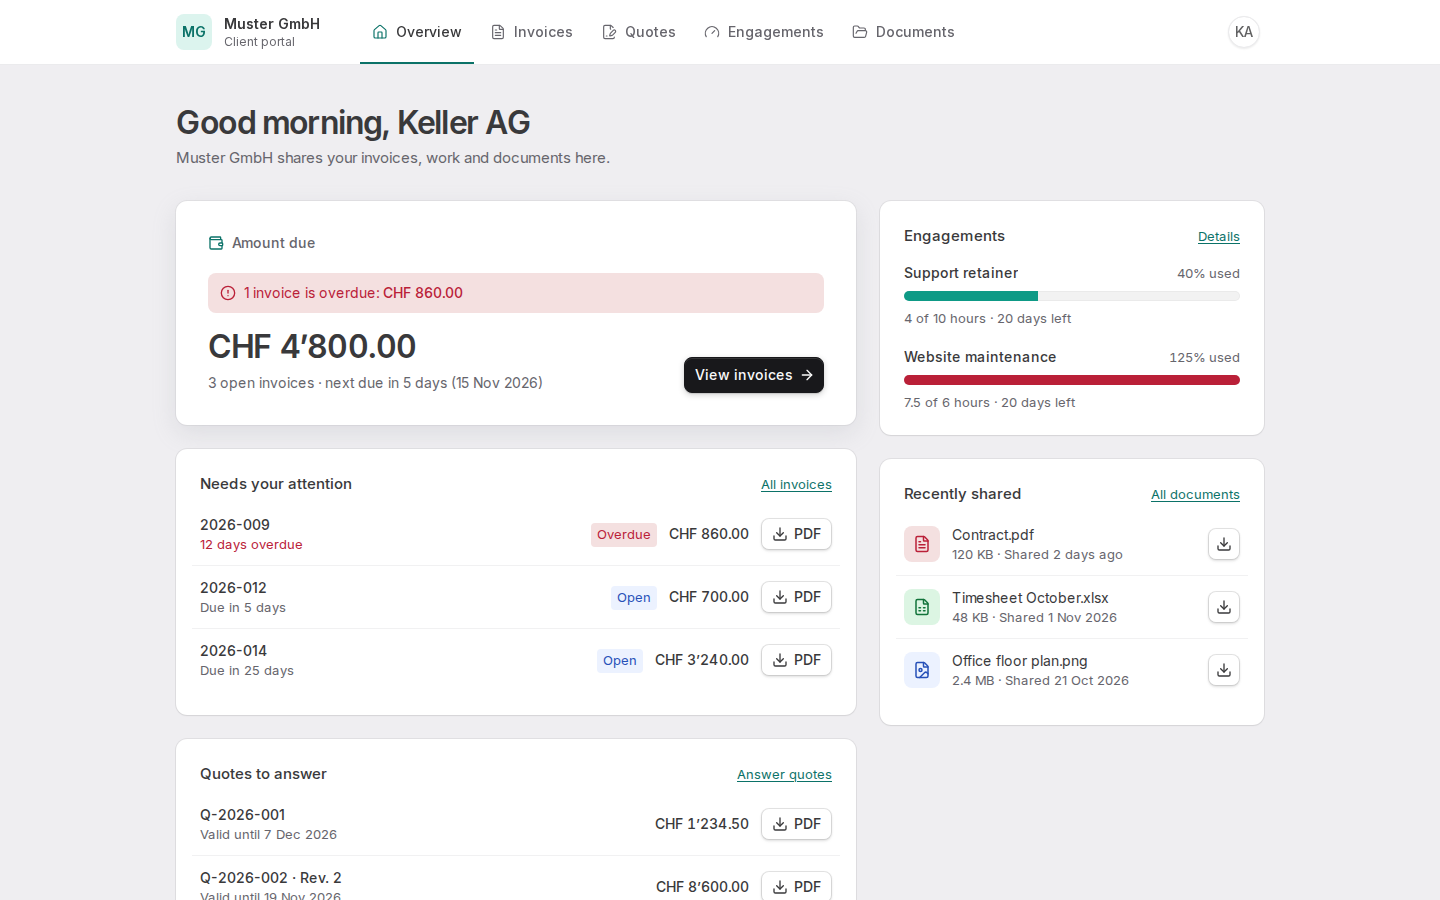 MG
Muster GmbH
Client portal
Overview
Invoices
Quotes
Engagements
Documents
KA
Good morning, Keller AG
Muster GmbH shares your invoices, work and documents here.
Amount due
1 invoice is overdue: CHF 860.00
CHF 4’800.00
3 open invoices · next due in 5 days (15 Nov 2026)
View invoices
Needs your attention
All invoices
2026-009
12 days overdue
Overdue
CHF 860.00
PDF
2026-012
Due in 5 days
Open
CHF 700.00
PDF
2026-014
Due in 25 days
Open
CHF 3’240.00
PDF
Quotes to answer
Answer quotes
Q-2026-001
Valid until 7 Dec 2026
CHF 1’234.50
PDF
Q-2026-002 · Rev. 2
Valid until 19 Nov 2026
CHF 8’600.00
PDF
Engagements
Details
Support retainer
40% used
4 of 10 hours · 20 days left
Website maintenance
125% used
7.5 of 6 hours · 20 days left
Recently shared
All documents
Contract.pdf
120 KB · Shared 2 days ago
Timesheet October.xlsx
48 KB · Shared 1 Nov 2026
Office floor plan.png
2.4 MB · Shared 21 Oct 2026